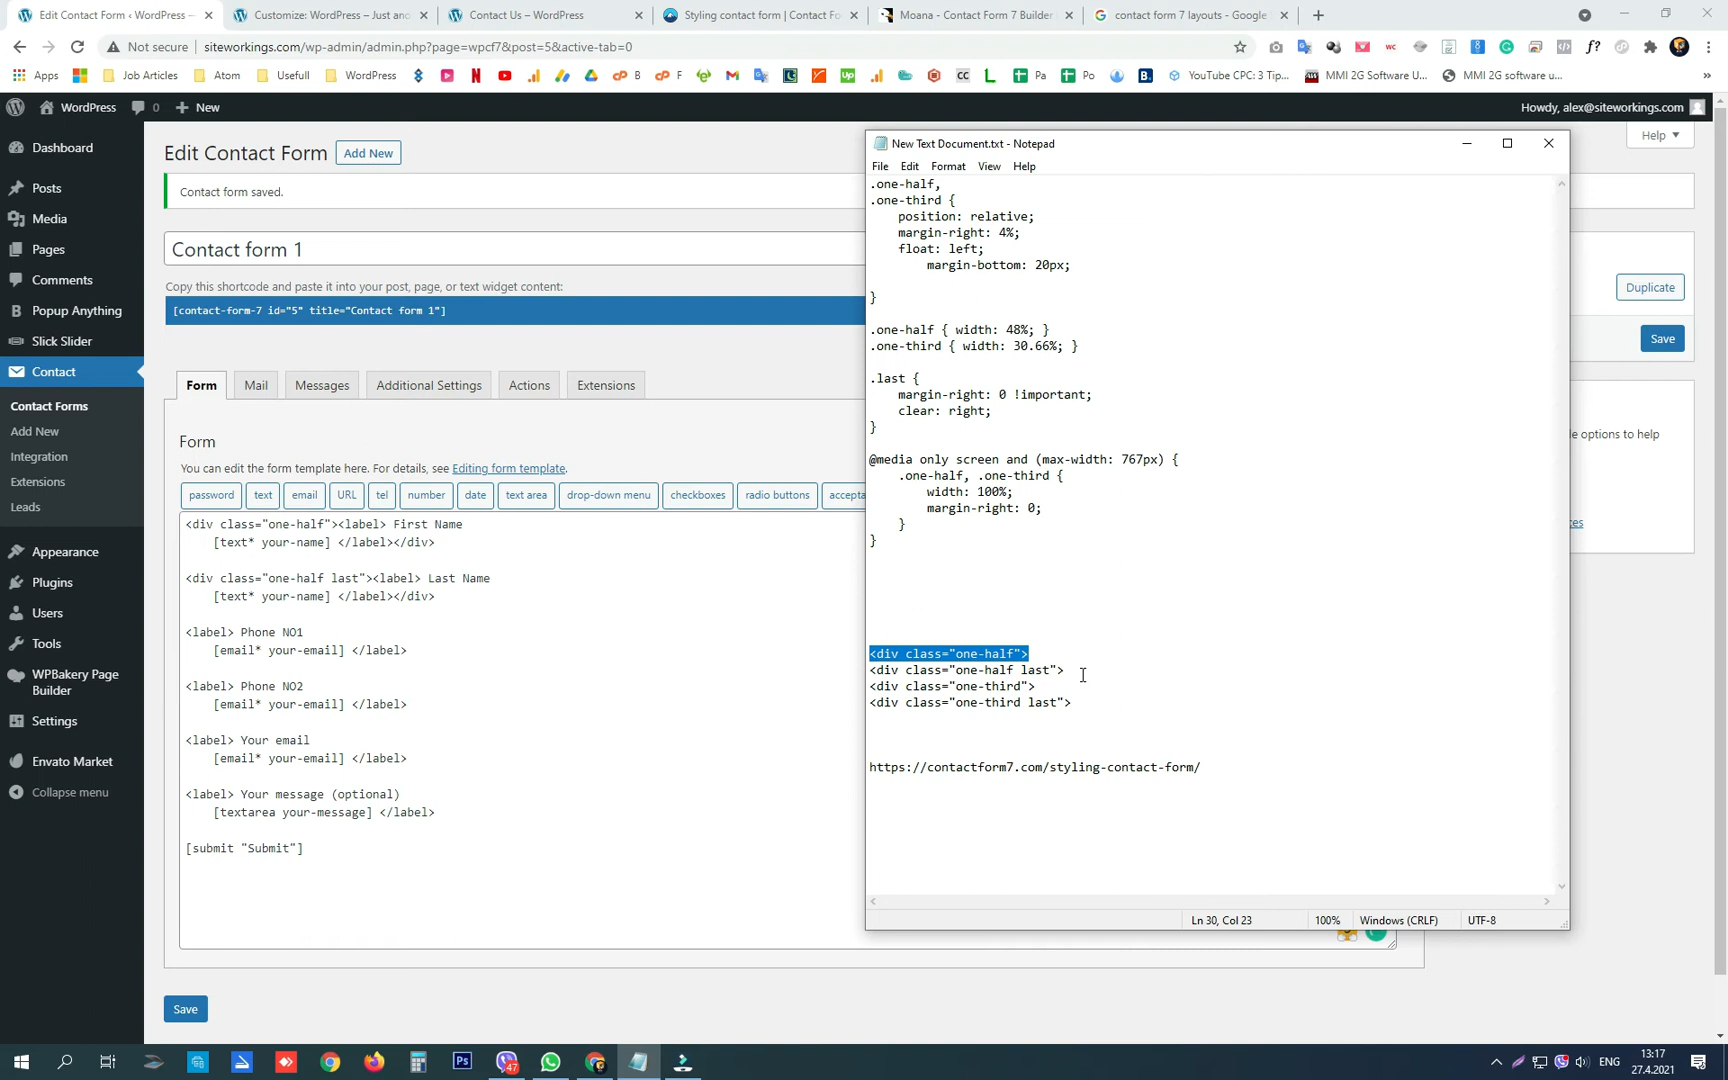 Edit Contact Form ‹ WordPress —
Customize: WordPress – Just ano
Contact Us – WordPress
Styling contact form | Contact Fo
Moana - Contact Form 7 Builder
contact form 7 layouts - Google
Not secure
siteworkings.com/wp-admin/admin.php?page=wpcf7&post=5&active-tab=0
Apps
Job Articles
Atom
Usefull
WordPress
B
F
CC
Pa
Po
YouTube CPC: 3 Tip...
MMI 2G Software U...
MMI 2G software u...
WordPress
0
New
Howdy, alex@siteworkings.com
Dashboard
Posts
Media
Pages
Comments
Popup Anything
Slick Slider
Contact
Contact Forms
Add New
Integration
Extensions
Leads
Appearance
Plugins
Users
Tools
WPBakery Page
Builder
Settings
Envato Market
Collapse menu
Edit Contact Form
Add New
Help
Contact form saved.
Contact form 1
Copy this shortcode and paste it into your post, page, or text widget content:
[contact-form-7 id="5" title="Contact form 1"]
Duplicate
Save
Form
Mail
Messages
Additional Settings
Actions
Extensions
Form
You can edit the form template here. For details, see Editing form template.
password
text
email
URL
tel
number
date
text area
drop-down menu
checkboxes
radio buttons
accepta
<div class="one-half"><label> First Name
[text* your-name] </label></div>
<div class="one-half last"><label> Last Name
[text* your-name] </label></div>
<label> Phone NO1
[email* your-email] </label>
<label> Phone NO2
[email* your-email] </label>
<label> Your email
[email* your-email] </label>
<label> Your message (optional)
[textarea your-message] </label>
[submit "Submit"]
Save
e options to help
ces
New Text Document.txt - Notepad
File
Edit
Format
View
Help
.one-half,
.one-third {
position: relative;
margin-right: 4%;
float: left;
margin-bottom: 20px;
}
.one-half { width: 48%; }
.one-third { width: 30.66%; }
.last {
margin-right: 0 !important;
clear: right;
}
@media only screen and (max-width: 767px) {
.one-half, .one-third {
width: 100%;
margin-right: 0;
}
}
<div class="one-half">
<div class="one-half last">
<div class="one-third">
<div class="one-third last">
https://contactform7.com/styling-contact-form/
Ln 30, Col 23
100%
Windows (CRLF)
UTF-8
Ps
47
ENG
13:17
27.4.2021